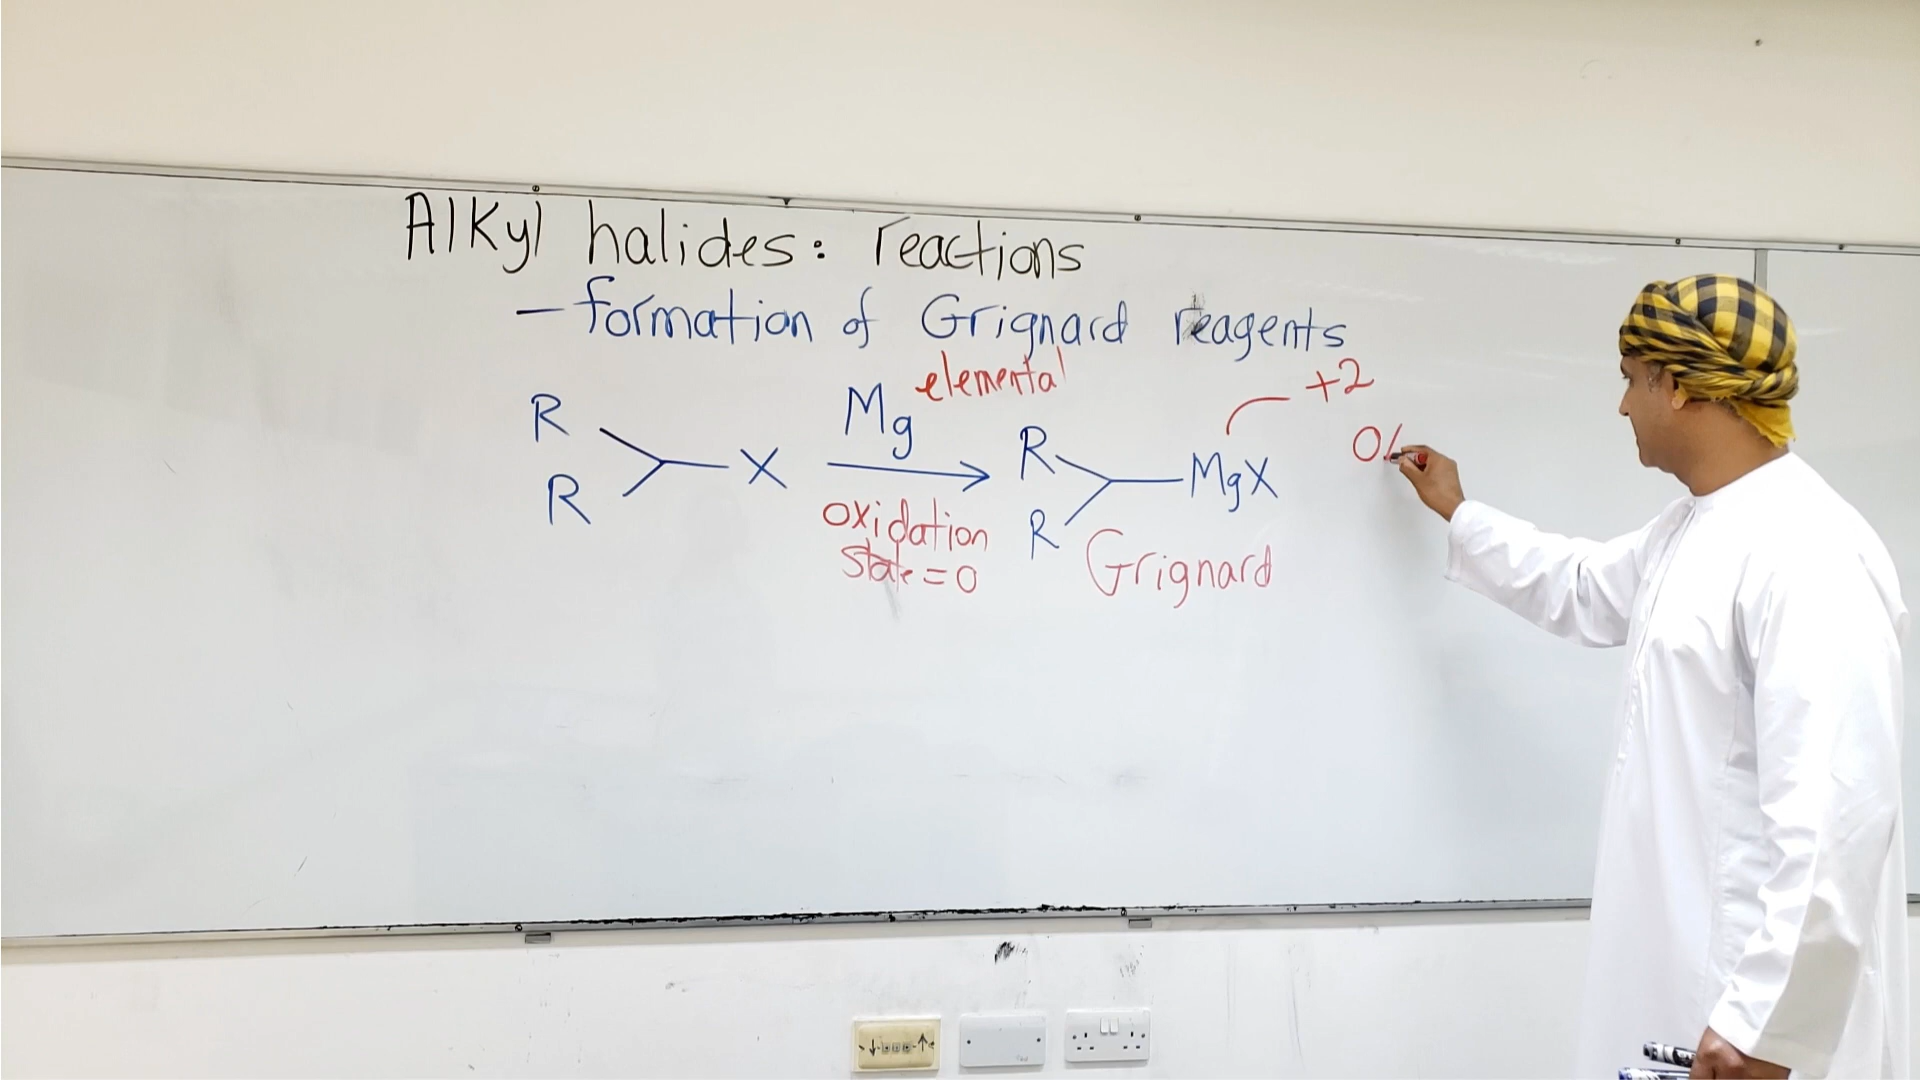 Alkyl halides: reactions
- formation of Grignard reagents
elemental
+2
R
Mg
R
X
MgX
R
R
oxidation
state = 0
Grignard